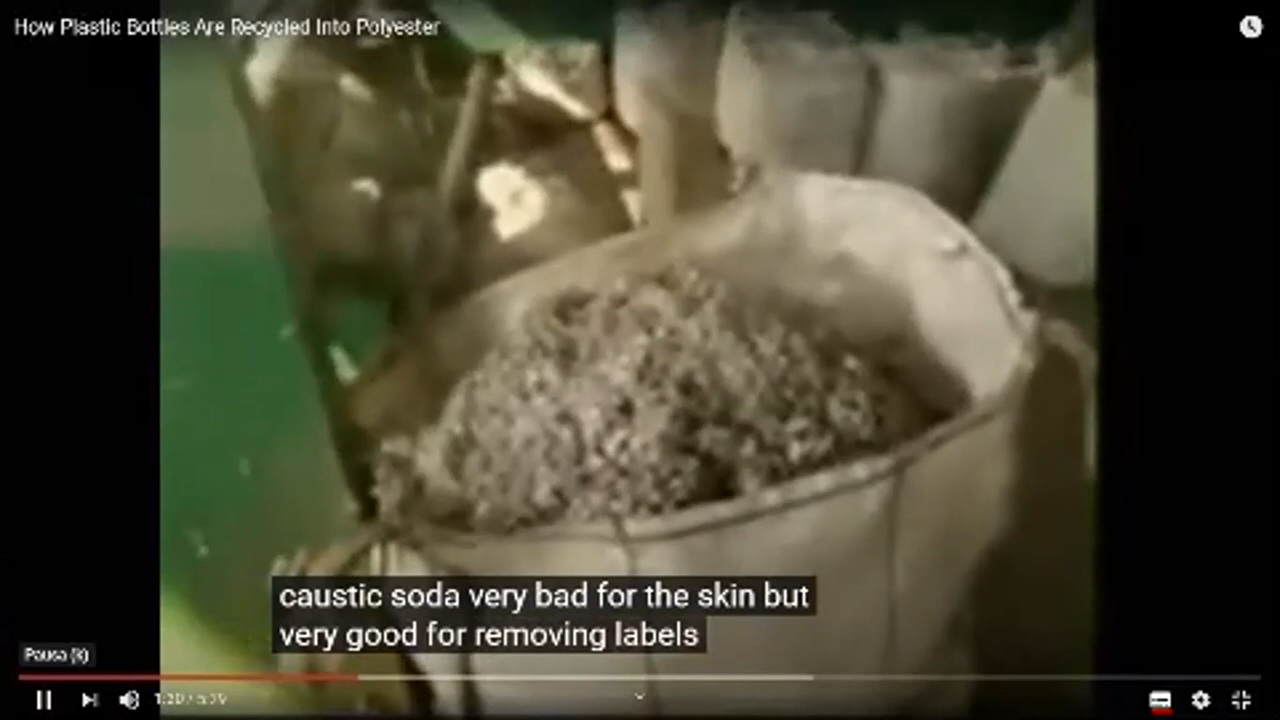 How Plastic Bottles Are Recycled Into Polyester
caustic soda very bad for the skin but
very good for removing labels
Pausa (k)